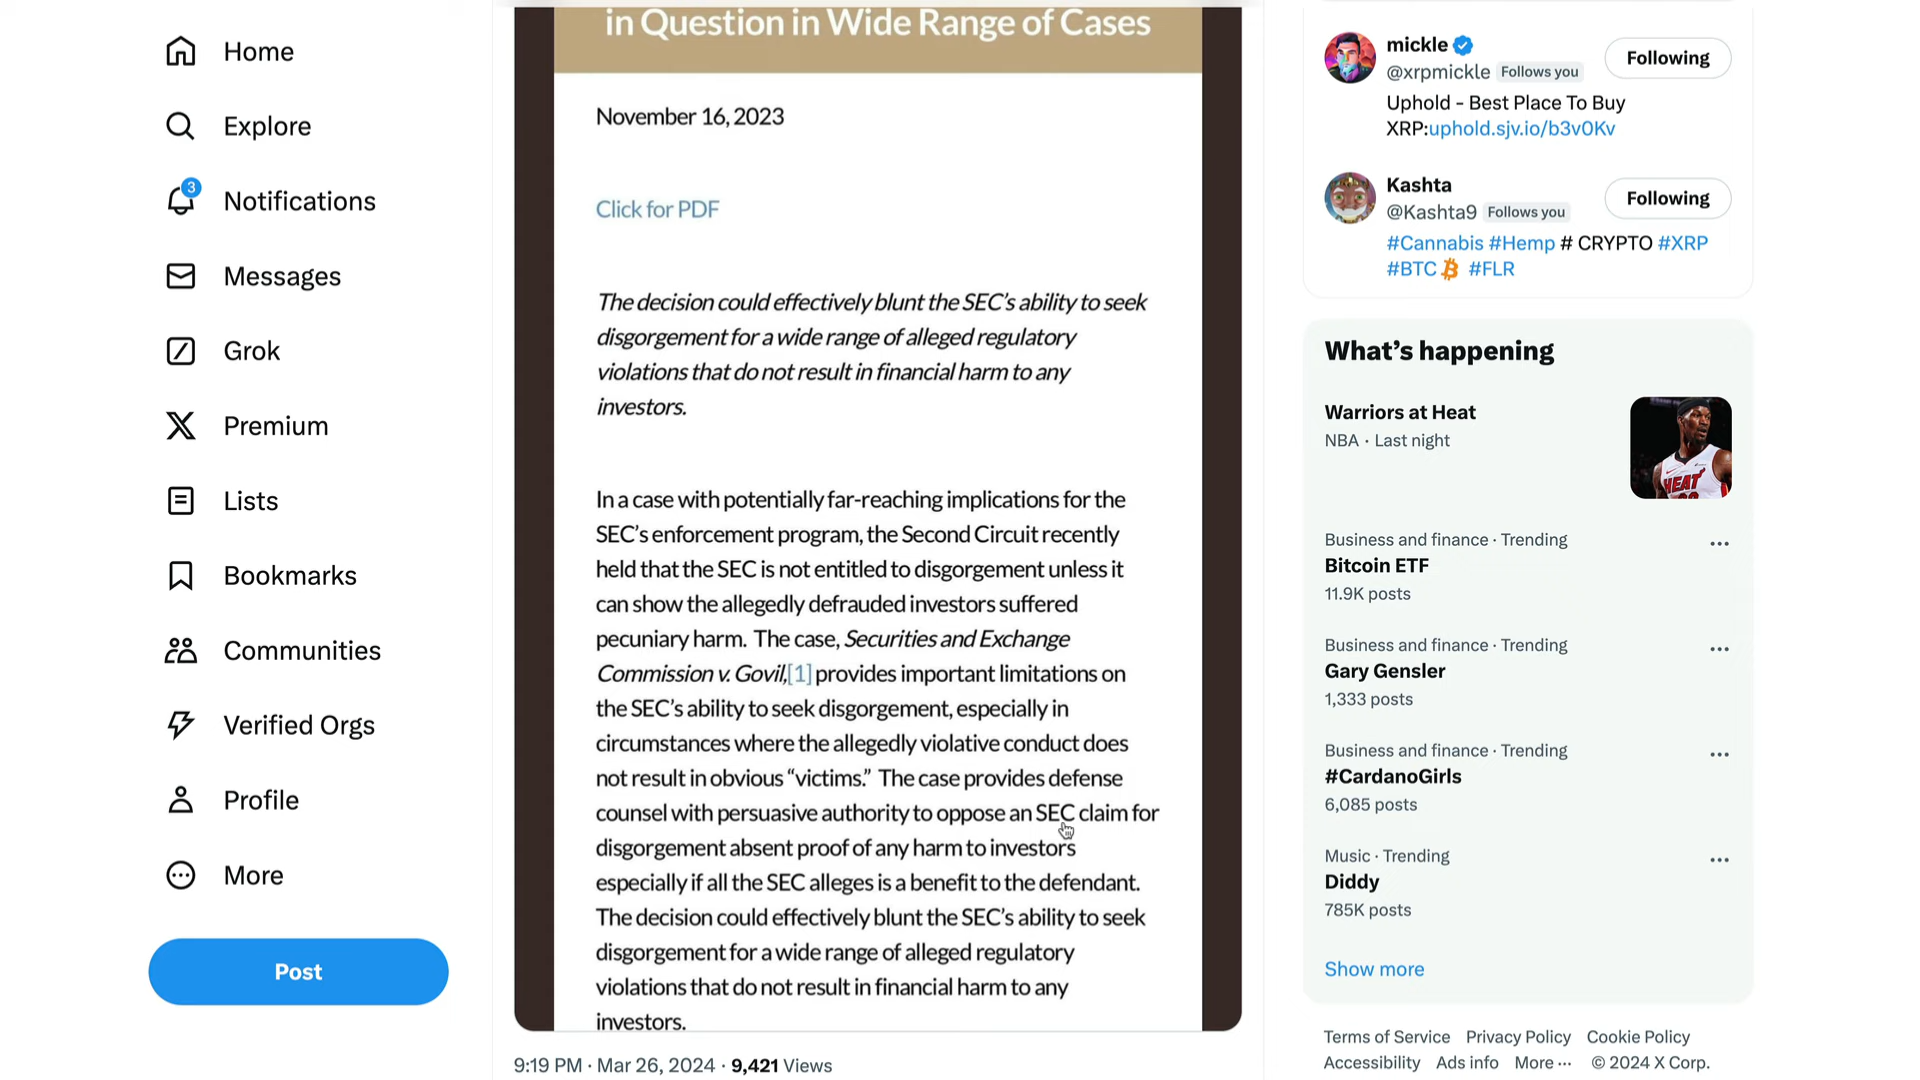 Home
Explore
3
Notifications
Messages
Grok
Premium
Lists
Bookmarks
Communities
Verified Orgs
Profile
More
Post
in Question in Wide Range of Cases
November 16, 2023
Click for PDF
The decision could effectively blunt the SEC's ability to seek
disgorgement for a wide range of alleged regulatory
violations that do not result in financial harm to any
investors.
In a case with potentially far-reaching implications for the
SEC's enforcement program, the Second Circuit recently
held that the SEC is not entitled to disgorgement unless it
can show the allegedly defrauded investors suffered
pecuniary harm. The case, Securities and Exchange
Commission v. Govil,[1] provides important limitations on
the SEC's ability to seek disgorgement, especially in
circumstances where the allegedly violative conduct does
not result in obvious “victims.” The case provides defense
counsel with persuasive authority to oppose an SEC claim for
disgorgement absent proof of any harm to investors
especially if all the SEC alleges is a benefit to the defendant.
The decision could effectively blunt the SEC's ability to seek
disgorgement for a wide range of alleged regulatory
violations that do not result in financial harm to any
investors.
9:19 PM · Mar 26, 2024 · 9,421 Views
mickle
@xrpmickle Follows you
Following
Uphold - Best Place To Buy
XRP:uphold.sjv.io/b3v0Kv
Kashta
@Kashta9 Follows you
Following
#Cannabis #Hemp # CRYPTO #XRP
#BTC #FLR
What's happening
Warriors at Heat
NBA · Last night
HEAT
Business and finance · Trending
Bitcoin ETF
11.9K posts
Business and finance · Trending
Gary Gensler
1,333 posts
Business and finance · Trending
#CardanoGirls
6,085 posts
Music · Trending
Diddy
785K posts
Show more
Terms of Service Privacy Policy Cookie Policy
Accessibility Ads info More ··· © 2024 X Corp.